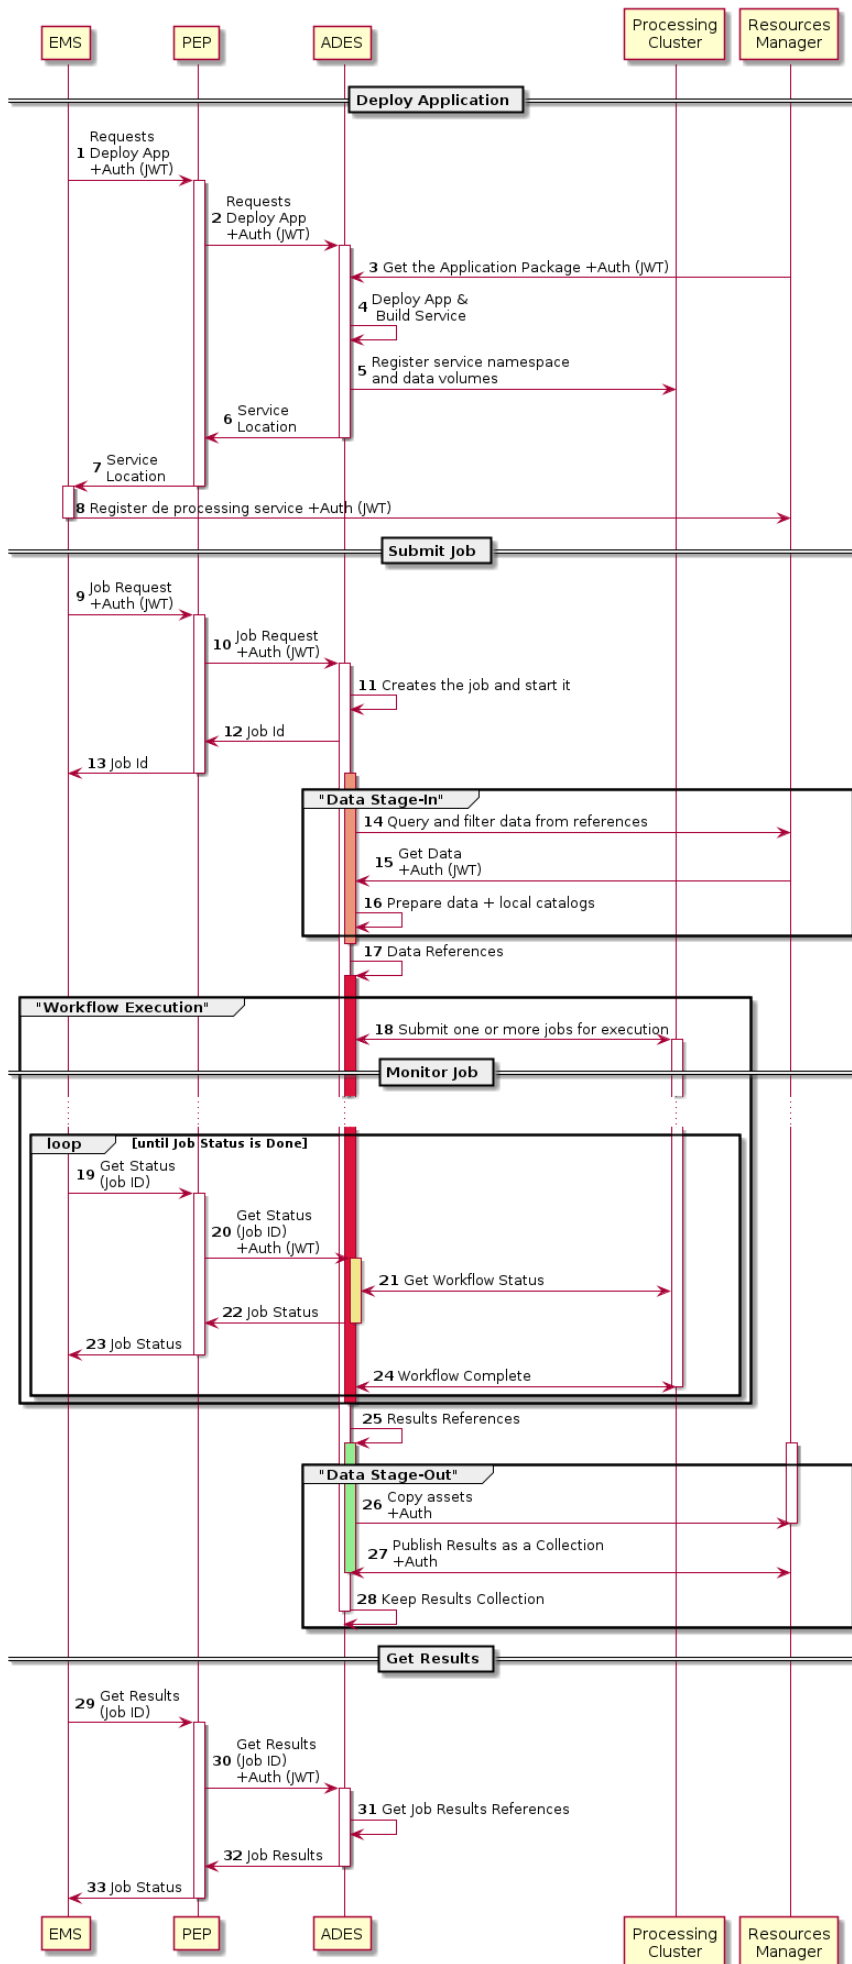 EMS
PEP
ADES
Processing
Cluster
Resources
Manager
Deploy Application
Requests
1 Deploy App
+Auth (JWT)
Requests
2 Deploy App
+Auth (JWT)
3 Get the Application Package +Auth (JWT)
4 Deploy App &
Build Service
5 Register service namespace
and data volumes
6 Service
Location
7 Service
Location
8 Register de processing service +Auth (JWT)
Submit Job
9 Job Request
+Auth (JWT)
10 Job Request
+Auth (JWT)
11 Creates the job and start it
12 Job Id
13 Job Id
"Data Stage-In"
14 Query and filter data from references
15 Get Data
+Auth (JWT)
16 Prepare data + local catalogs
17 Data References
"Workflow Execution"
18 Submit one or more jobs for execution
Monitor Job
loop [until Job Status is Done]
19 Get Status
(Job ID)
Get Status
20 (Job ID)
+Auth (JWT)
21 Get Workflow Status
22 Job Status
23 Job Status
24 Workflow Complete
25 Results References
"Data Stage-Out"
26 Copy assets
+Auth
27 Publish Results as a Collection
+Auth
28 Keep Results Collection
Get Results
29 Get Results
(Job ID)
Get Results
30 (Job ID)
+Auth (JWT)
31 Get Job Results References
32 Job Results
33 Job Status
EMS
PEP
ADES
Processing
Cluster
Resources
Manager